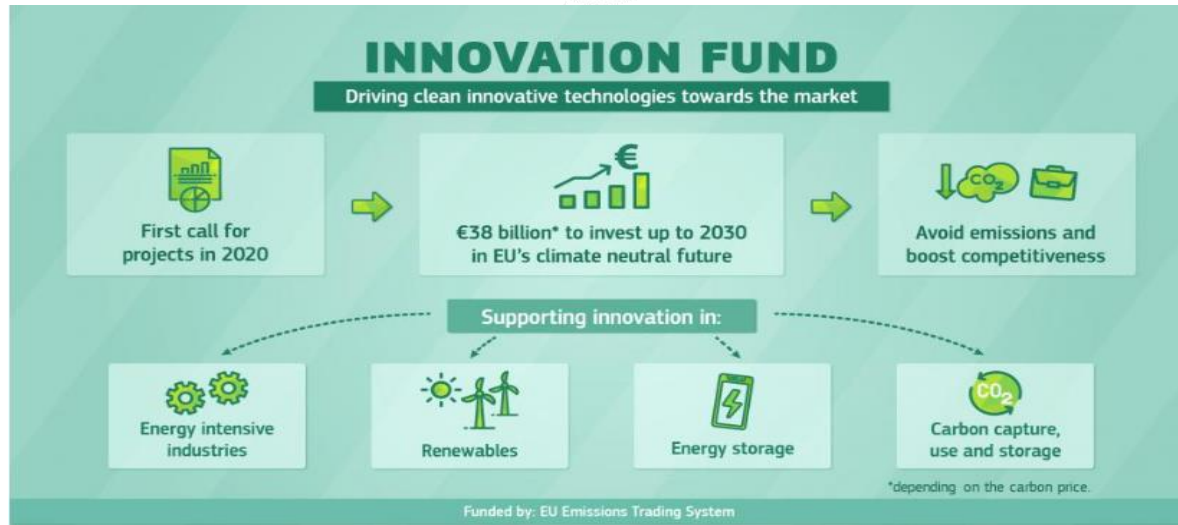 INNOVATION FUND
Driving clean innovative technologies towards the market
First call for
projects in 2020
€
€38 billion* to invest up to 2030
in EU's climate neutral future
CO₂
Avoid emissions and
boost competitiveness
Supporting innovation in:
Energy intensive
industries
Renewables
Energy storage
CO₂
Carbon capture,
use and storage
*depending on the carbon price.
Funded by: EU Emissions Trading System